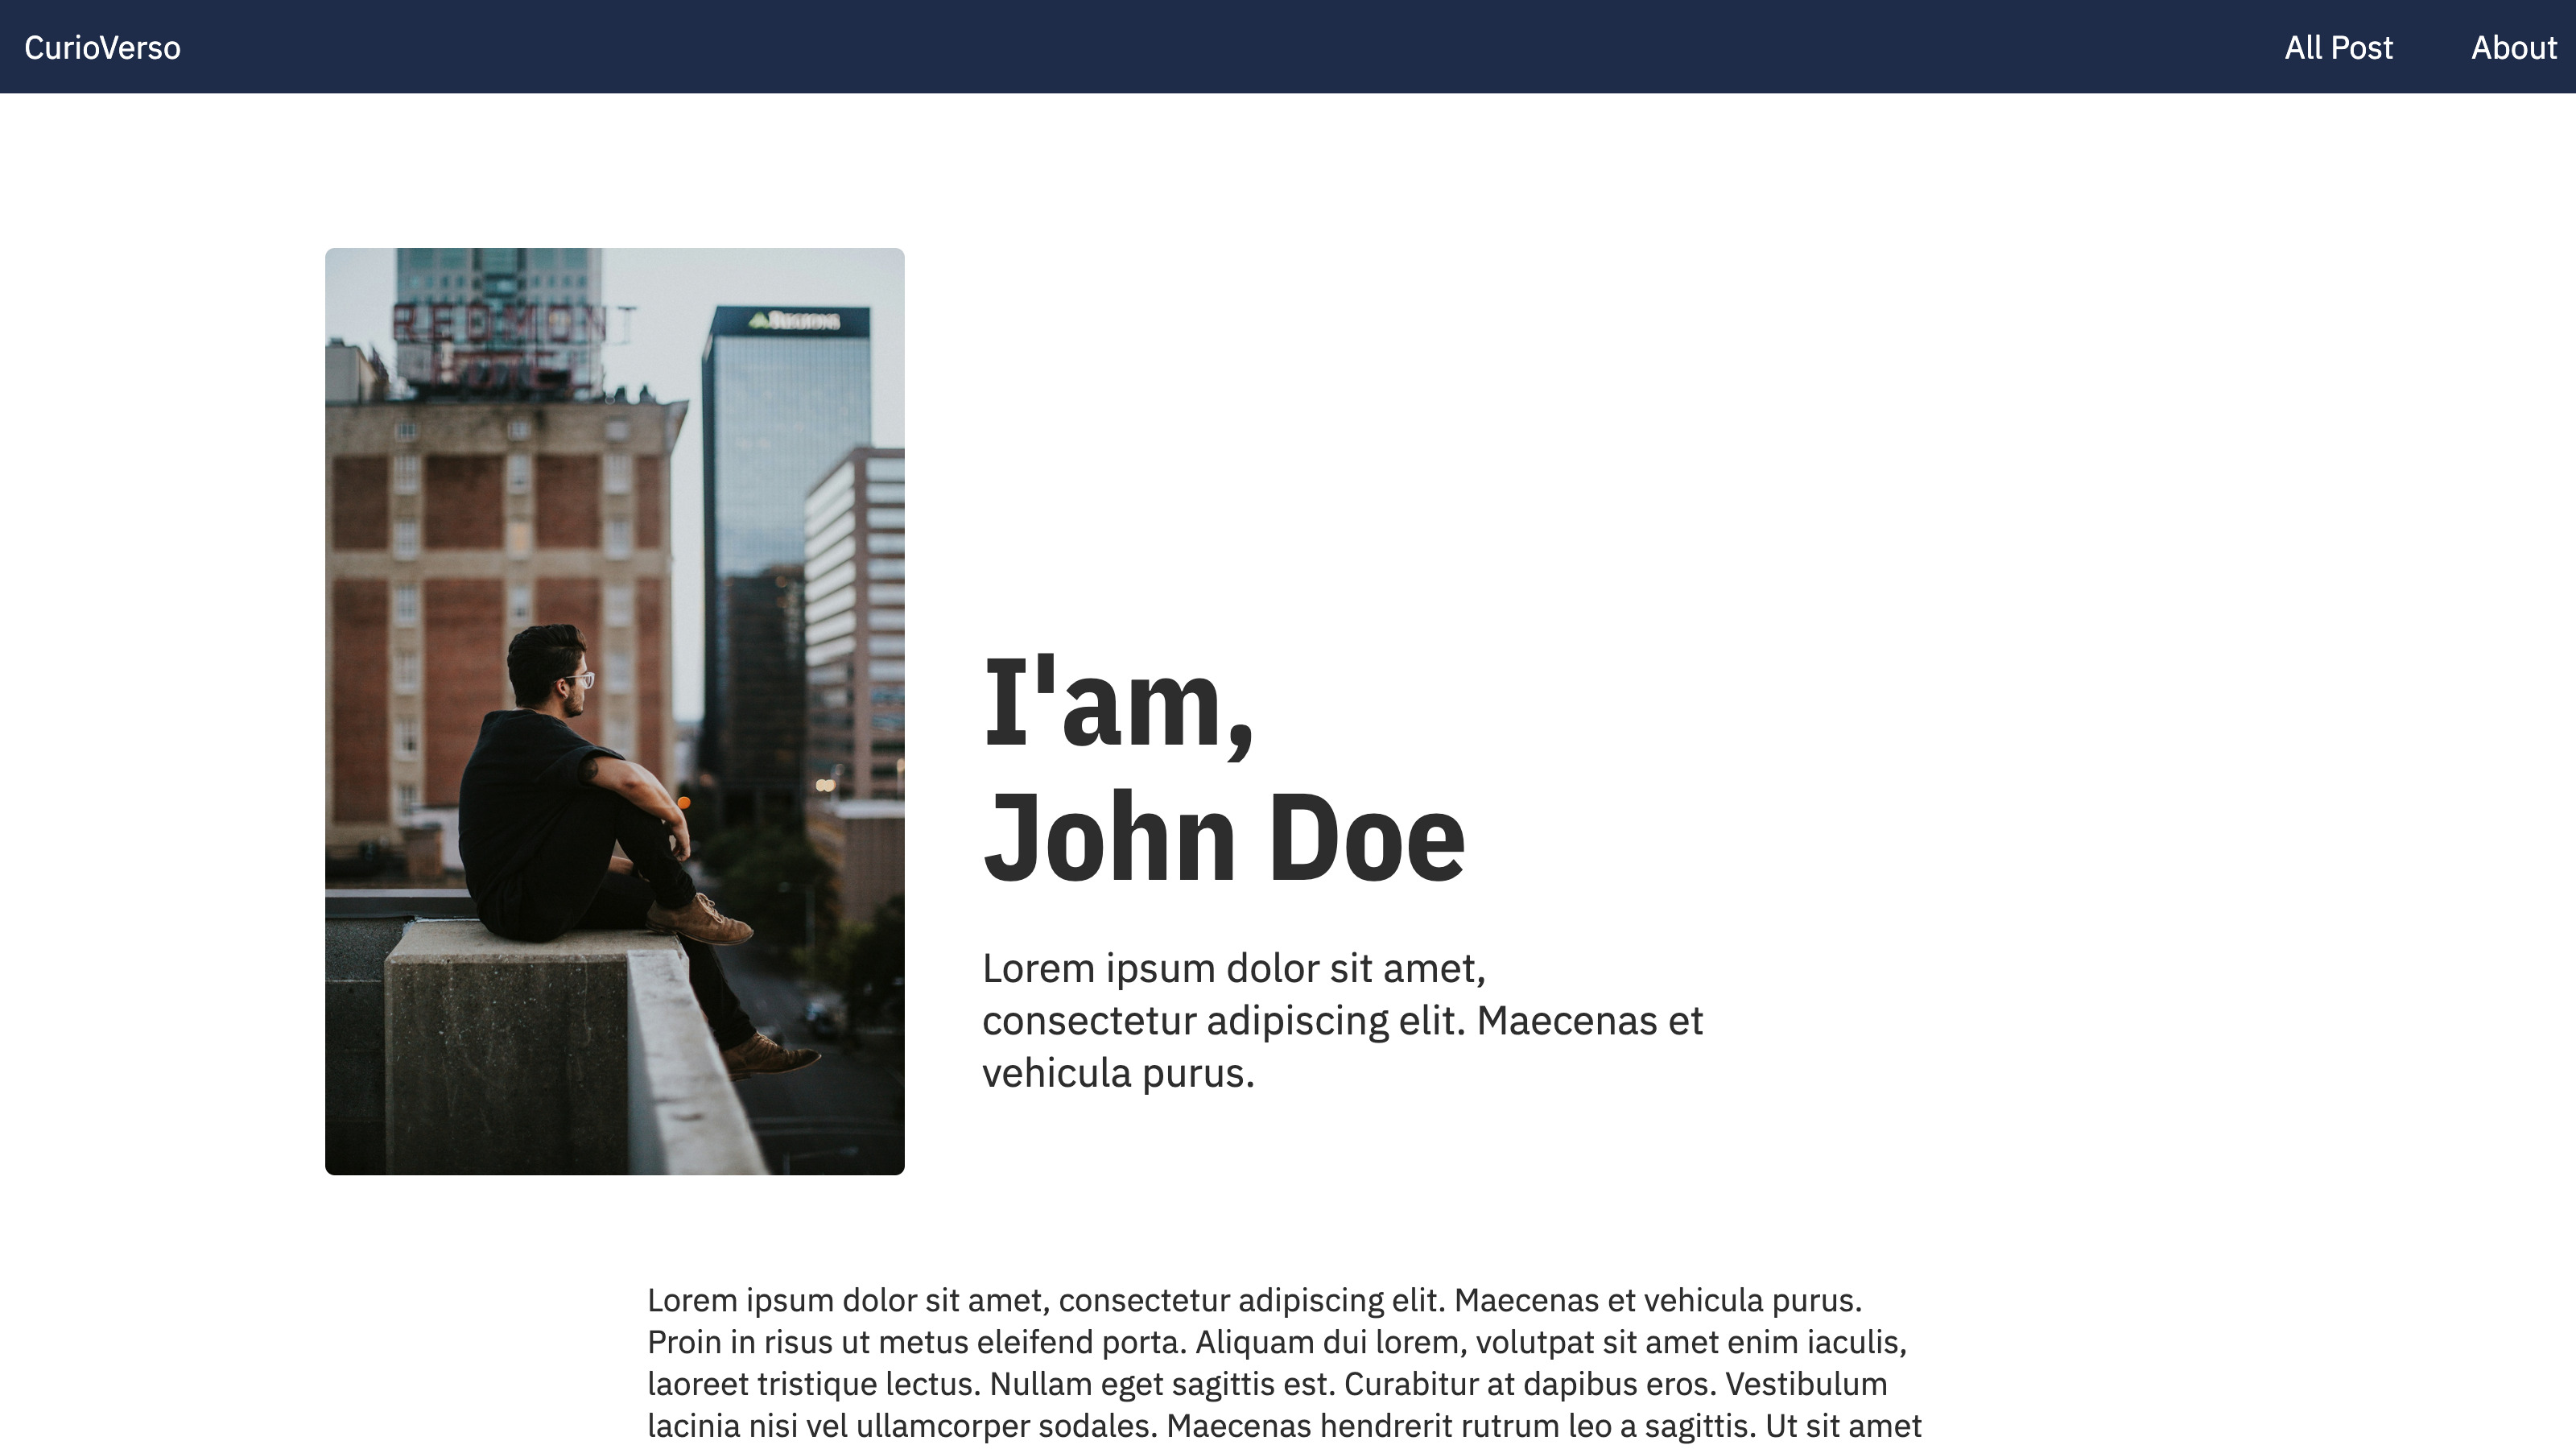 CurioVerso
All Post
About
REDMONT
HOTEL
REGIONS
I'am,
John Doe
Lorem ipsum dolor sit amet,
consectetur adipiscing elit. Maecenas et
vehicula purus.
Lorem ipsum dolor sit amet, consectetur adipiscing elit. Maecenas et vehicula purus.
Proin in risus ut metus eleifend porta. Aliquam dui lorem, volutpat sit amet enim iaculis,
laoreet tristique lectus. Nullam eget sagittis est. Curabitur at dapibus eros. Vestibulum
lacinia nisi vel ullamcorper sodales. Maecenas hendrerit rutrum leo a sagittis. Ut sit amet